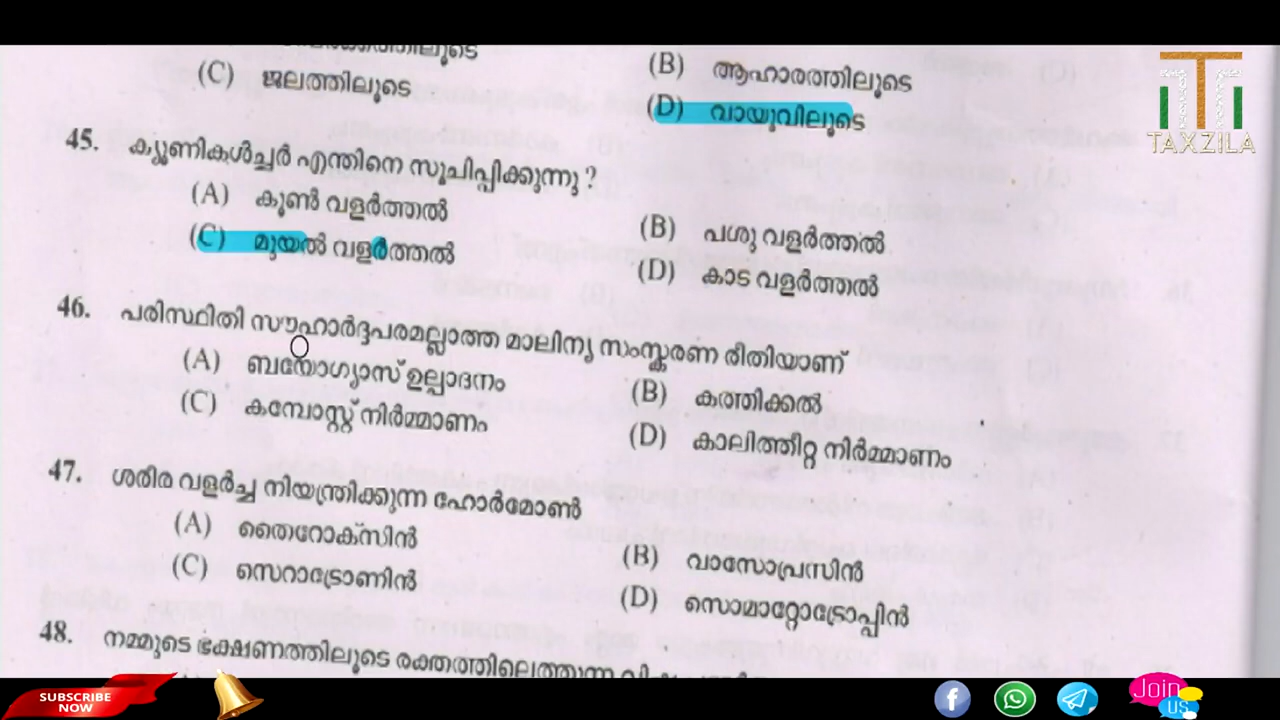 (B) ആഹാരത്തിലൂടെ
(C) ജലത്തിലൂടെ
(D) വായുവിലൂടെ
TAXZILA
45. ക്യൂണികൾച്ചർ എന്തിനെ സൂചിപ്പിക്കുന്നു ?
(A) കൂൺ വളർത്തൽ
(B) പശു വളർത്തൽ
(C) മുയൽ വളർത്തൽ
(D) കാട വളർത്തൽ
46. പരിസ്ഥിതി സൗഹാർദ്ദപരമല്ലാത്ത മാലിന്യ സംസ്കരണ രീതിയാണ്
(A) ബയോഗ്യാസ് ഉല്പാദനം
(B) കത്തിക്കൽ
(C) കമ്പോസ്റ്റ് നിർമ്മാണം
(D) കാലിത്തീറ്റ നിർമ്മാണം
47. ശരീര വളർച്ച നിയന്ത്രിക്കുന്ന ഹോർമോൺ
(A) തൈറോക്സിൻ
(B) വാസോപ്രസിൻ
(C) സെറാട്രോണിൻ
(D) സൊമാറ്റോട്രോപ്പിൻ
48. നമ്മുടെ ഭക്ഷണത്തിലൂടെ രക്തത്തിലെത്തുന്ന
SUBSCRIBE
NOW
Join
US